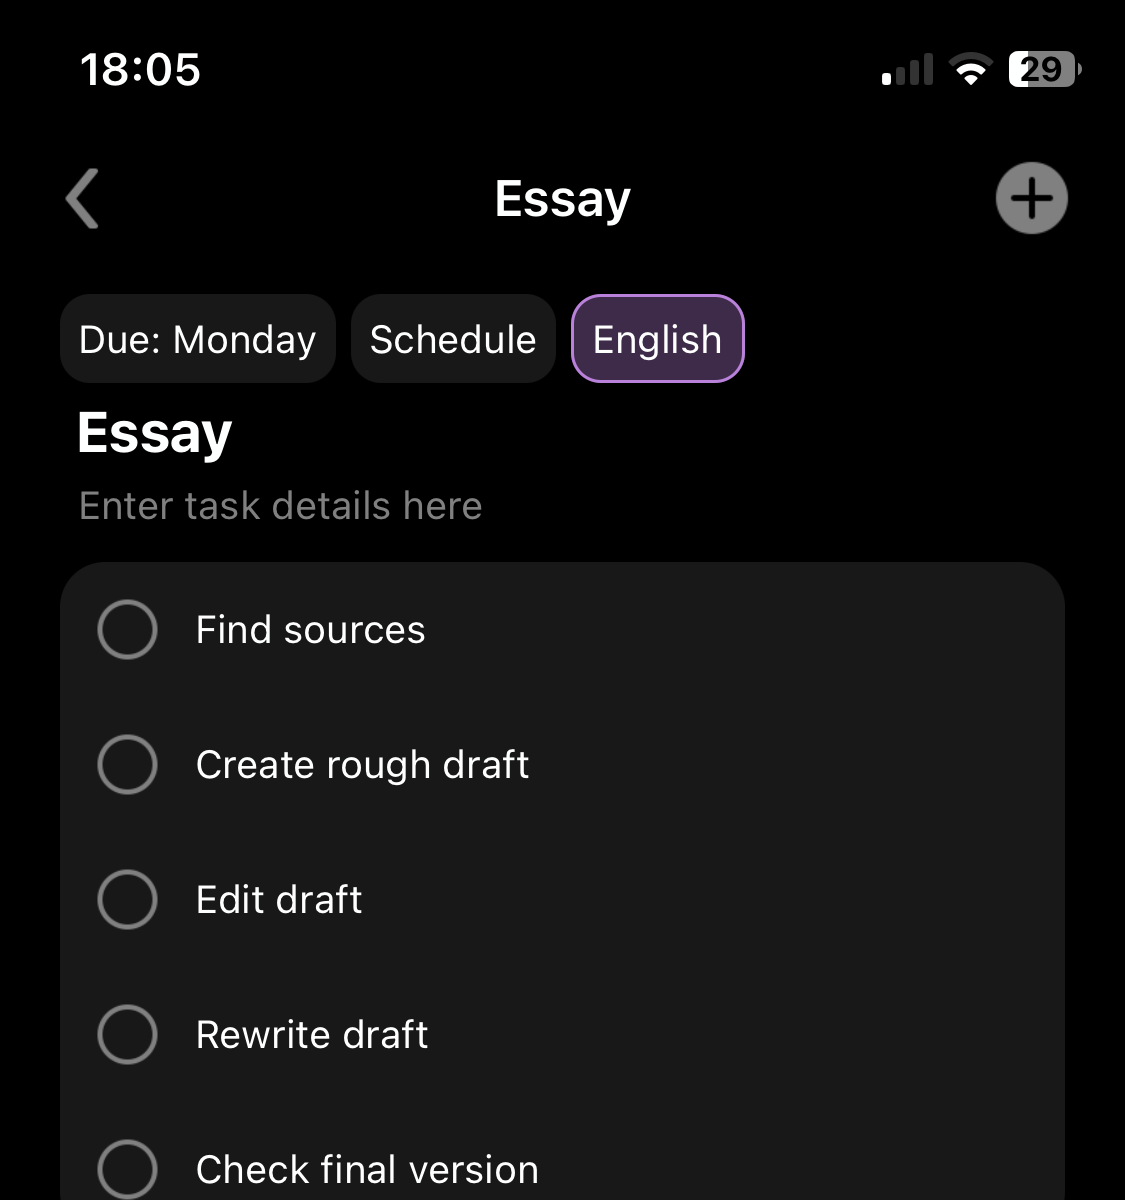 18:05
29
Essay
Due: Monday
Schedule
English
Essay
Enter task details here
Find sources
Create rough draft
Edit draft
Rewrite draft
Check final version